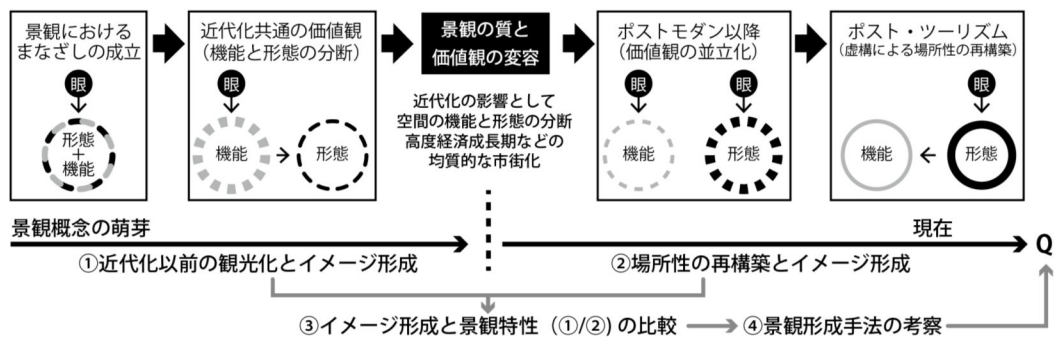 景観における
まなざしの成立
眼
形態
+
機能
近代化共通の価値観
(機能と形態の分断)
眼
機能
形態
景観の質と
価値観の変容
近代化の影響として
空間の機能と形態の分断
高度経済成長期などの
均質的な市街化
ポストモダン以降
(価値観の並立化)
眼
眼
機能
形態
ポスト・ツーリズム
(虚構による場所性の再構築)
眼
機能
形態
景観概念の萌芽
現在
Q
①近代化以前の観光化とイメージ形成
②場所性の再構築とイメージ形成
③イメージ形成と景観特性(①/②)の比較
④景観形成手法の考察